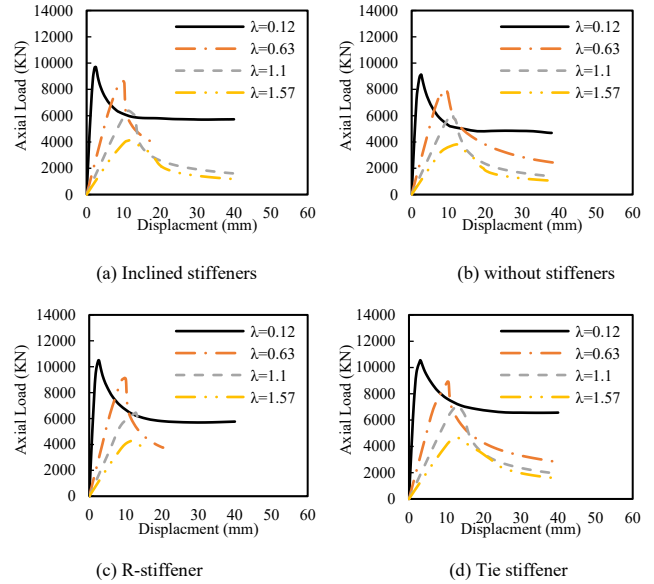 14000
12000
10000
8000
6000
4000
2000
0
Axial Load (KN)
λ=0.12
λ=0.63
λ=1.1
λ=1.57
0 10 20 30 40 50 60
Displacment (mm)
(a) Inclined stiffeners
14000
12000
10000
8000
6000
4000
2000
0
Axial Load (KN)
λ=0.12
λ=0.63
λ=1.1
λ=1.57
0 10 20 30 40 50 60
Displacment (mm)
(b) without stiffeners
14000
12000
10000
8000
6000
4000
2000
0
Axial Load (KN)
λ=0.12
λ=0.63
λ=1.1
λ=1.57
0 10 20 30 40 50 60
Displacment (mm)
(c) R-stiffener
14000
12000
10000
8000
6000
4000
2000
0
Axial Load (KN)
λ=0.12
λ=0.63
λ=1.1
λ=1.57
0 10 20 30 40 50 60
Displacment (mm)
(d) Tie stiffener